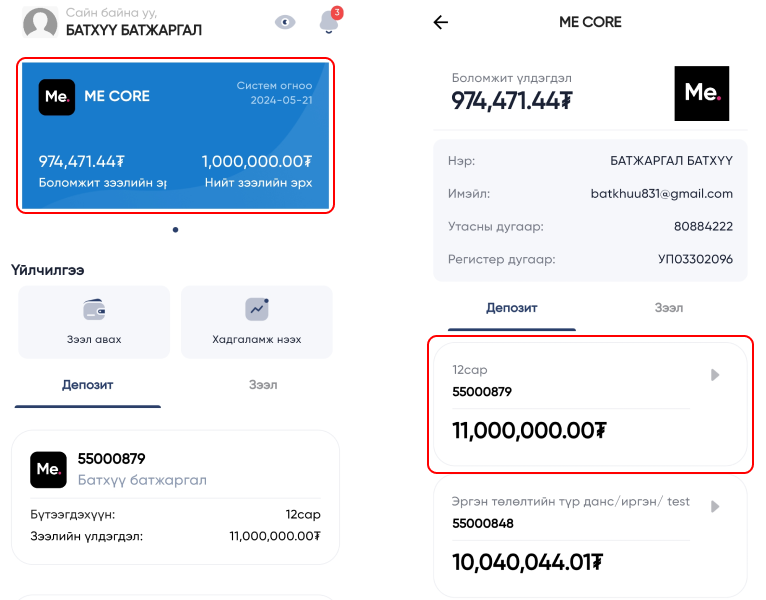 Сайн байна уу,
БАТХҮҮ БАТЖАРГАЛ
3
Me.
ME CORE
Систем огноо
2024-05-21
974,471.44₮
1,000,000.00₮
Боломжит зээлийн эр
Нийт зээлийн эрх
Үйлчилгээ
Зээл авах
Хадгаламж нээх
Депозит
Зээл
Me.
55000879
Батхүү батжаргал
Бүтээгдэхүүн:
12сар
Зээлийн үлдэгдэл:
11,000,000.00₮
ME CORE
Боломжит үлдэгдэл
974,471.44₮
Me.
Нэр:
БАТЖАРГАЛ БАТХҮҮ
Имэйл:
batkhuu831@gmail.com
Утасны дугаар:
80884222
Регистер дугаар:
УП03302096
Депозит
Зээл
12сар
55000879
11,000,000.00₮
Эргэн төлөлтийн түр данс/иргэн/ test
55000848
10,040,044.01₮